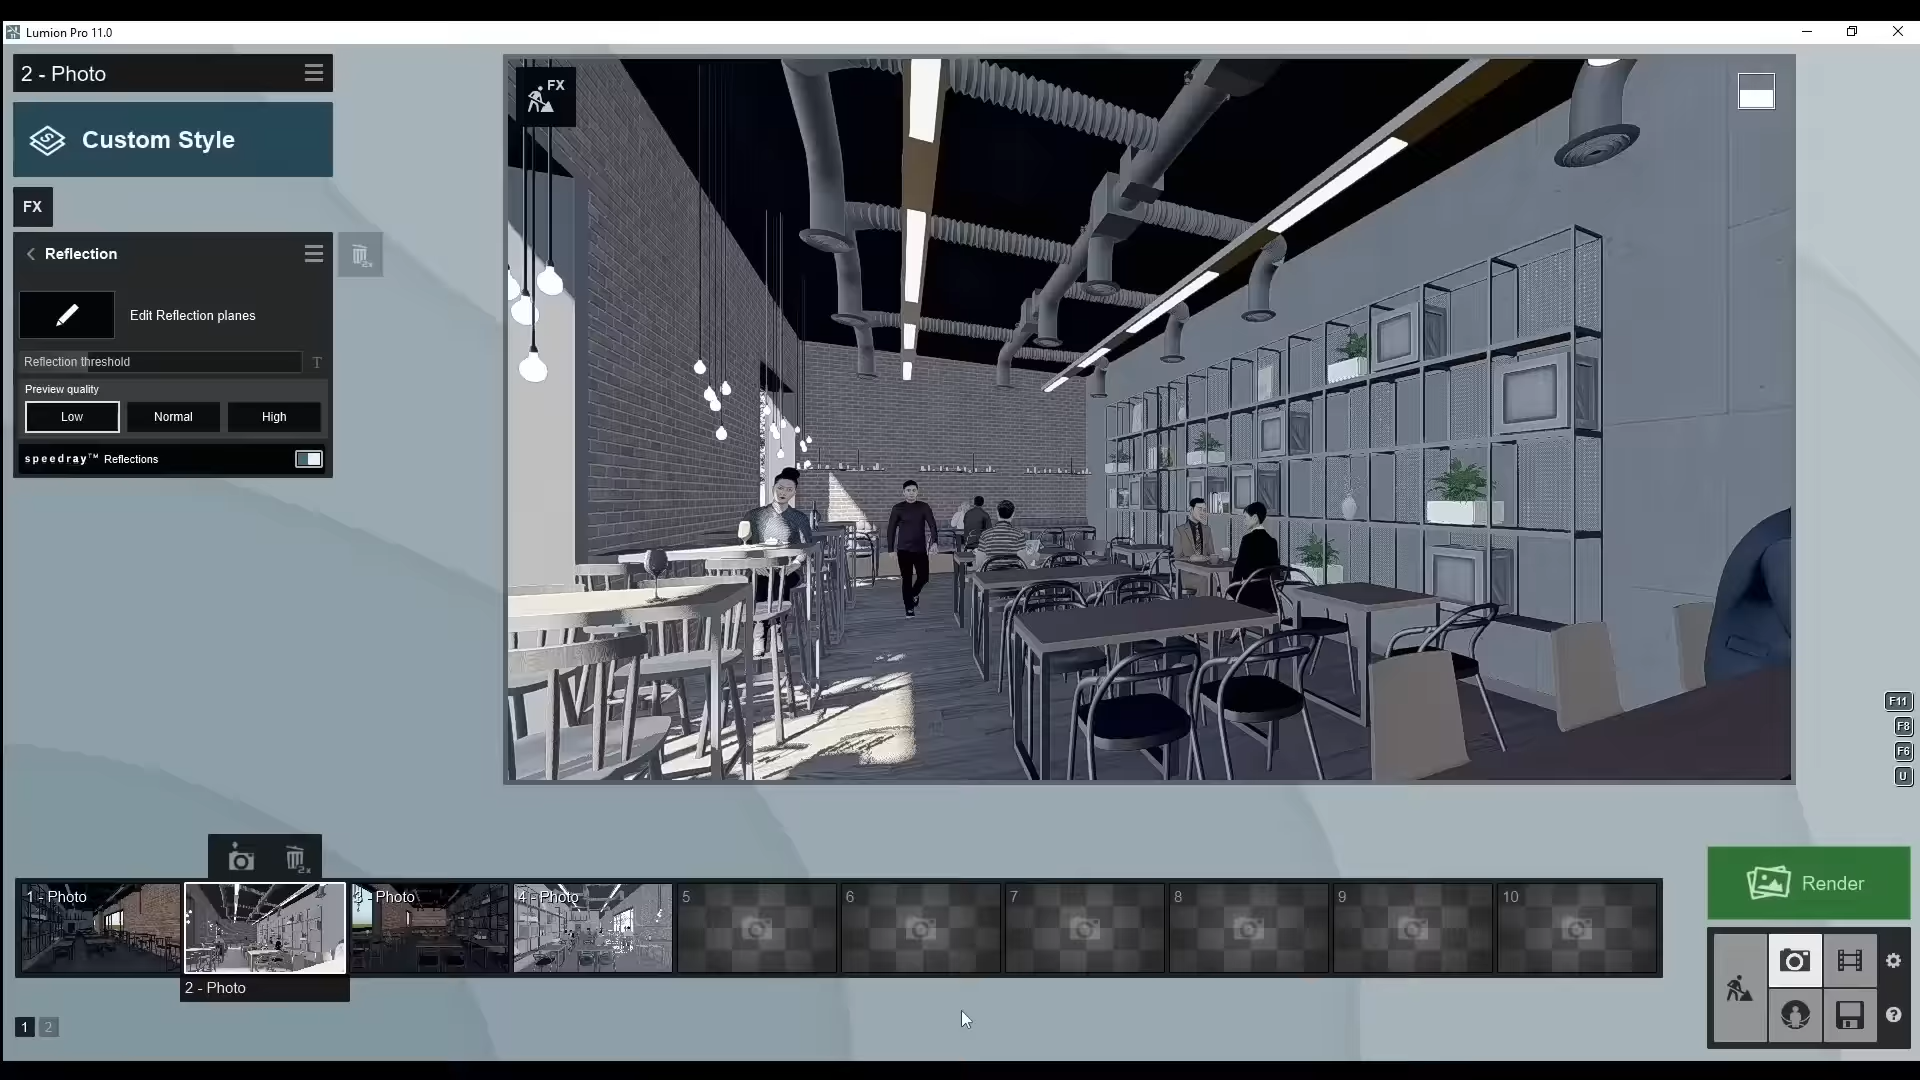 Lumion Pro 11.0
2 - Photo
Custom Style
FX
Reflection
2x
Edit Reflection planes
Reflection threshold
T
Preview quality
Low Normal High
speedray™ Reflections
FX
F11
F8
F6
U
2x
1 - Photo
3 - Photo
4 - Photo
5
6
7
8
9
10
2 - Photo
1 2
Render
?